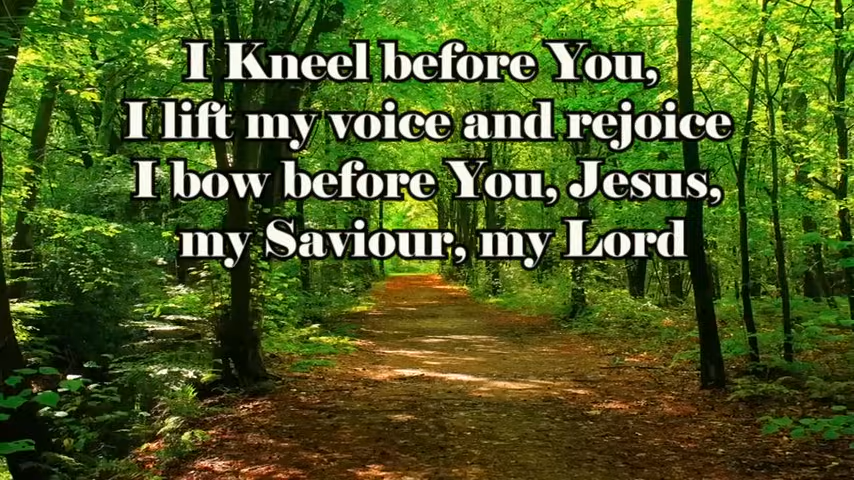 I Kneel before You,
I lift my voice and rejoice
I bow before You, Jesus,
my Saviour, my Lord